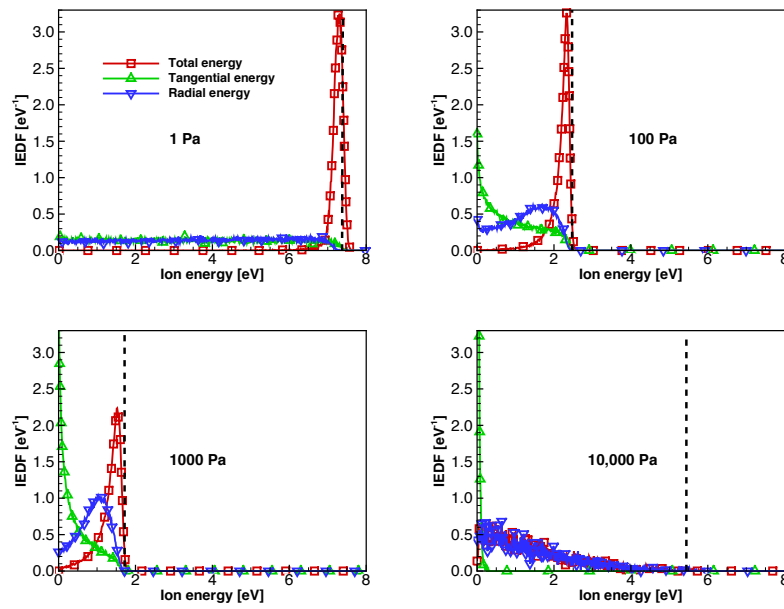 3.0
2.5
2.0
1.5
1.0
0.5
0.0
IEDF [eV⁻¹]
Total energy
Tangential energy
Radial energy
1 Pa
0 2 4 6 8
Ion energy [eV]
3.0
2.5
2.0
1.5
1.0
0.5
0.0
IEDF [eV⁻¹]
100 Pa
0 2 4 6 8
Ion energy [eV]
3.0
2.5
2.0
1.5
1.0
0.5
0.0
IEDF [eV⁻¹]
1000 Pa
0 2 4 6 8
Ion energy [eV]
3.0
2.5
2.0
1.5
1.0
0.5
0.0
IEDF [eV⁻¹]
10,000 Pa
0 2 4 6 8
Ion energy [eV]